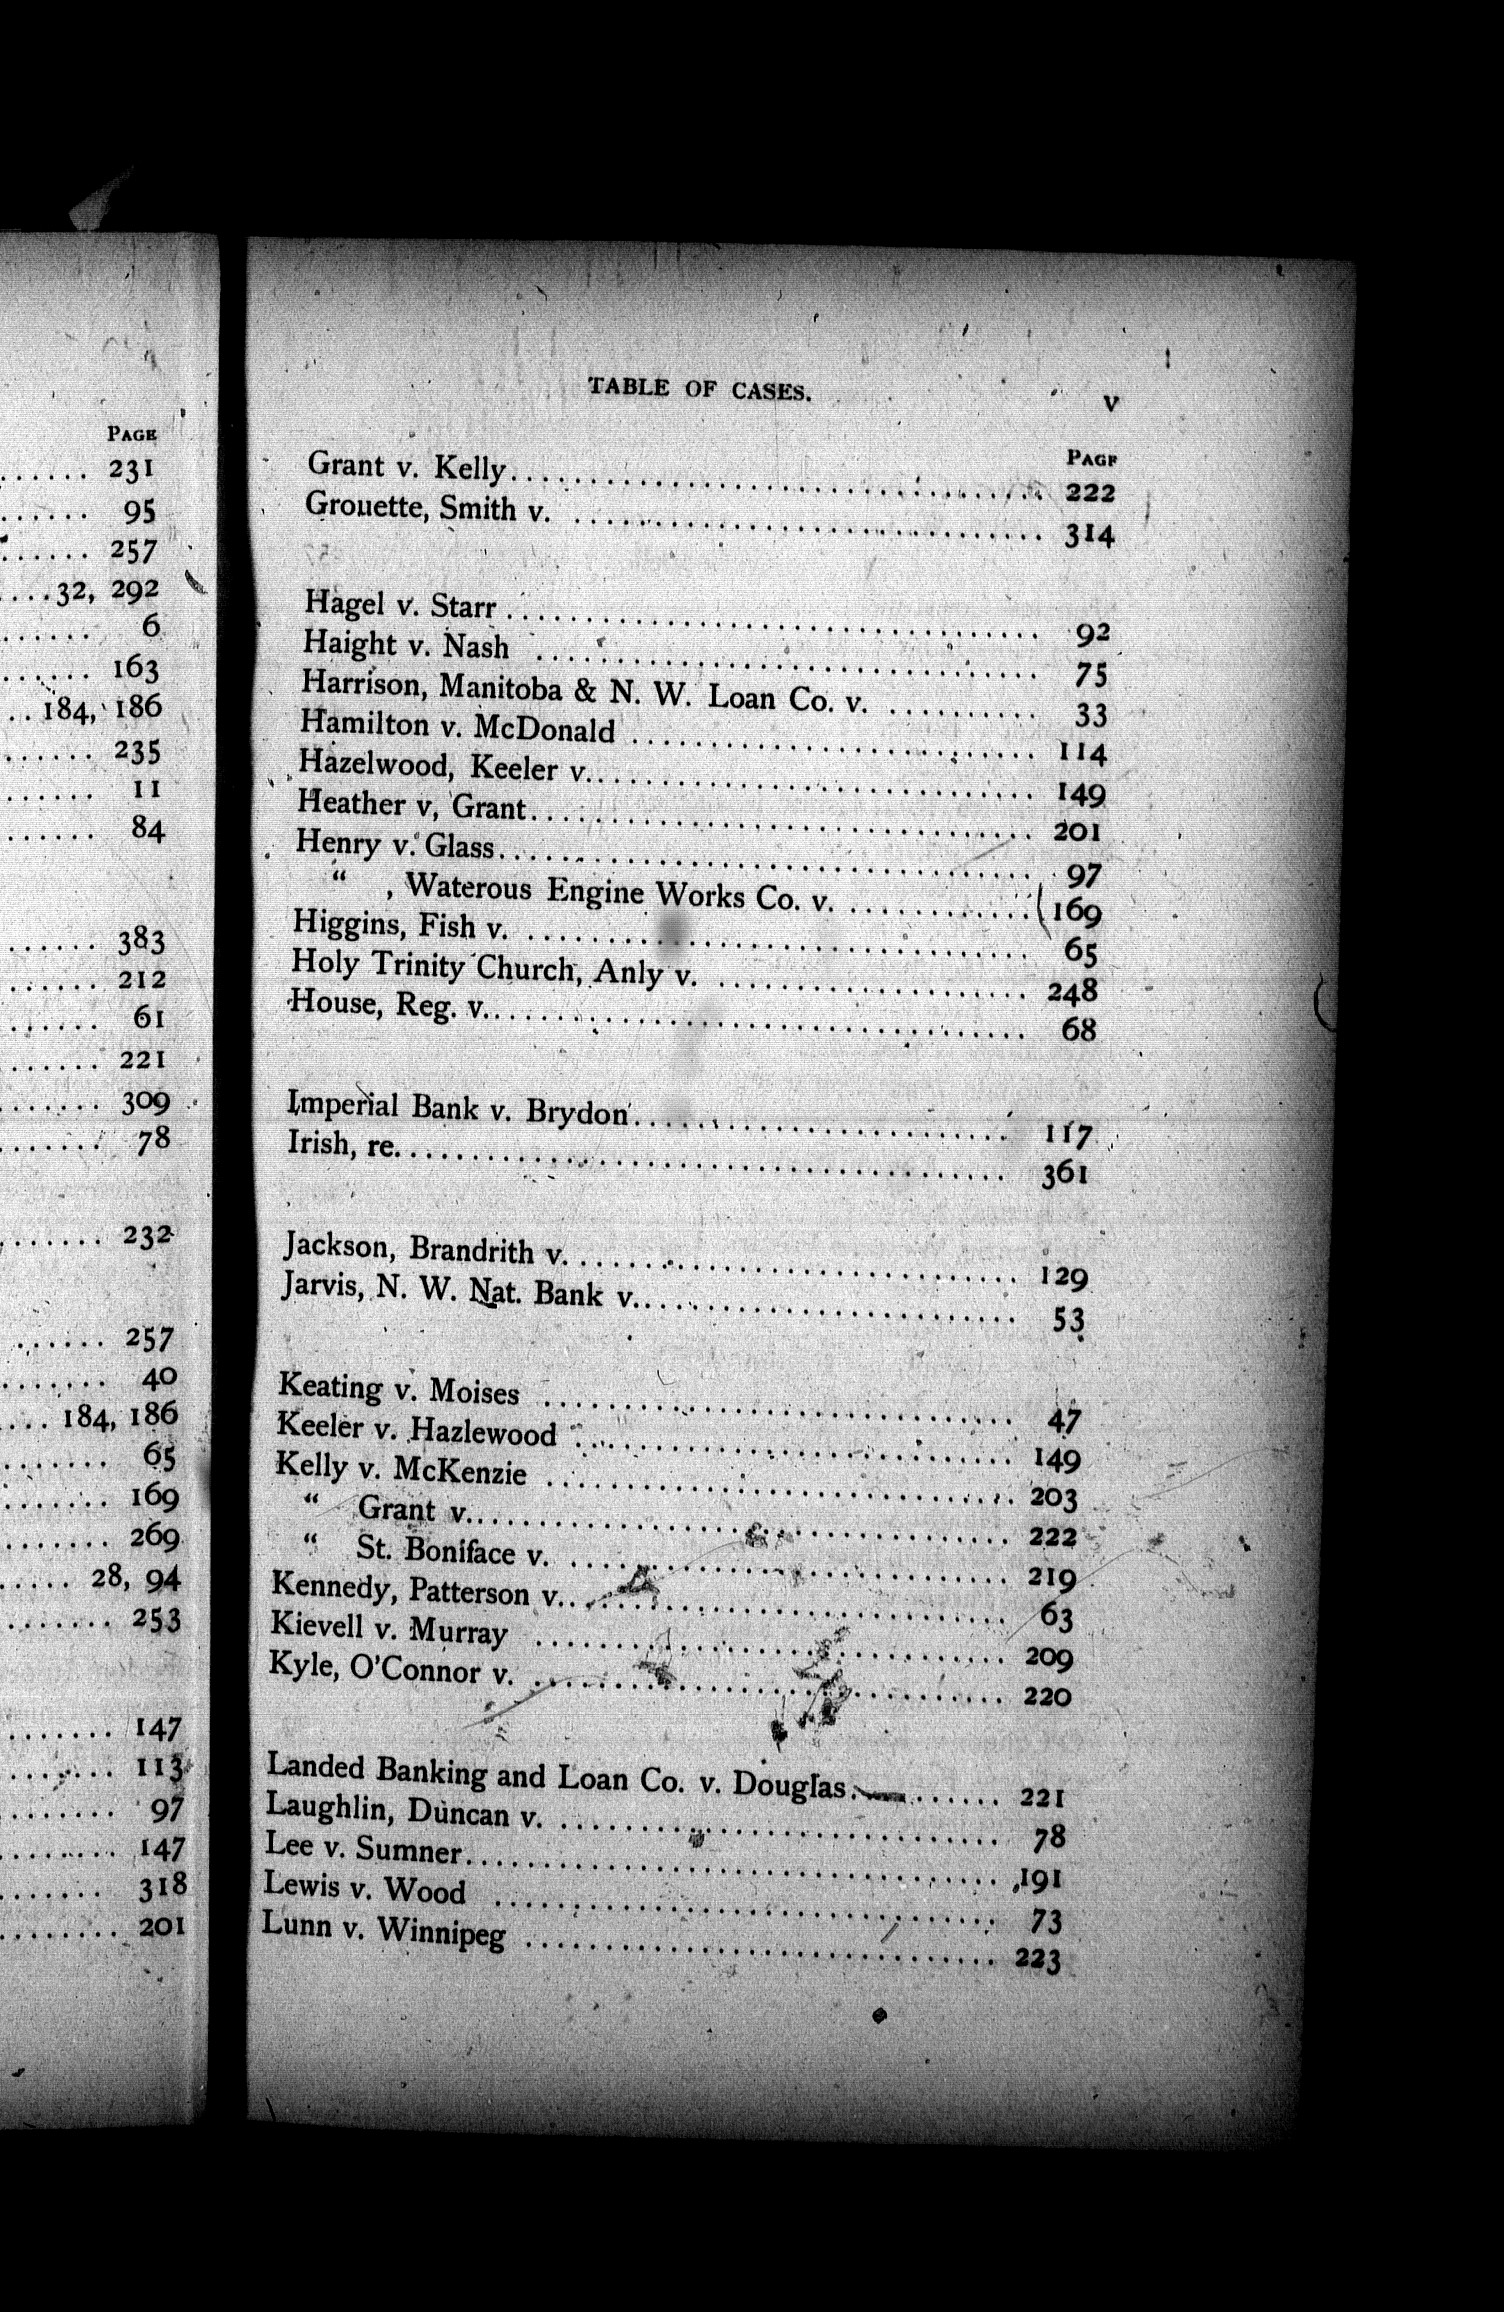 PAGE
...... 231
...... 95
...... 257
....32, 292
...... 6
...... 163
.. 184, 186
...... 235
...... 11
...... 84
...... 383
...... 212
...... 61
...... 221
....... 309
....... 78
....... 232
...... 257
....... 40
... 184, 186
....... 65
....... 169
....... 269
..... 28, 94
....... 253
....... 147
....... 113
....... 97
....... 147
....... 318
....... 201
TABLE OF CASES. v
PAGE
Grant v. Kelly........................................ 222
Grouette, Smith v. .................................... 314
Hagel v. Starr ........................................ 92
Haight v. Nash ........................................ 75
Harrison, Manitoba & N. W. Loan Co. v. .......... 33
Hamilton v. McDonald ............................... 114
Hazelwood, Keeler v.................................. 149
Heather v, Grant..................................... 201
Henry v. Glass....................................... 97
“ , Waterous Engine Works Co. v. ............. 169
Higgins, Fish v. ..................................... 65
Holy Trinity Church, Anly v. ....................... 248
House, Reg. v........................................ 68
Imperial Bank v. Brydon............................. 117
Irish, re............................................. 361
Jackson, Brandrith v................................. 129
Jarvis, N. W. Nat. Bank v............................ 53
Keating v. Moises .................................... 47
Keeler v. Hazlewood ................................. 149
Kelly v. McKenzie ................................... 203
“ Grant v.......................................... 222
“ St. Boniface v. ................................. 219
Kennedy, Patterson v................................. 63
Kievell v. Murray .................................... 209
Kyle, O'Connor v. ................................... 220
Landed Banking and Loan Co. v. Douglas......... 221
Laughlin, Duncan v. ................................. 78
Lee v. Sumner........................................ 191
Lewis v. Wood ....................................... 73
Lunn v. Winnipeg .................................... 223